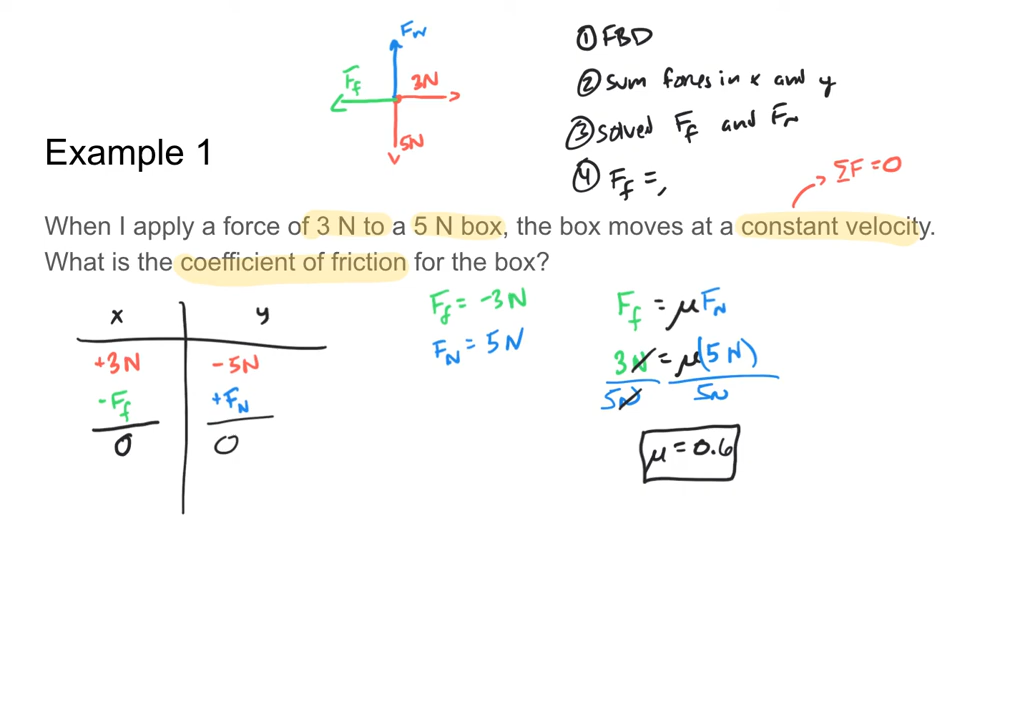 F_N
F_f
3N
5N
① FBD
② sum forces in x and y
③ solved F_f and F_N
④ F_f =,
Example 1
ΣF = 0
When I apply a force of 3 N to a 5 N box, the box moves at a constant velocity.
What is the coefficient of friction for the box?
x y
+3N -5N
-F_f +F_N
0 0
F_f = -3N
F_N = 5N
F_f = μF_N
3N = μ(5N)
5N 5N
μ = 0.6